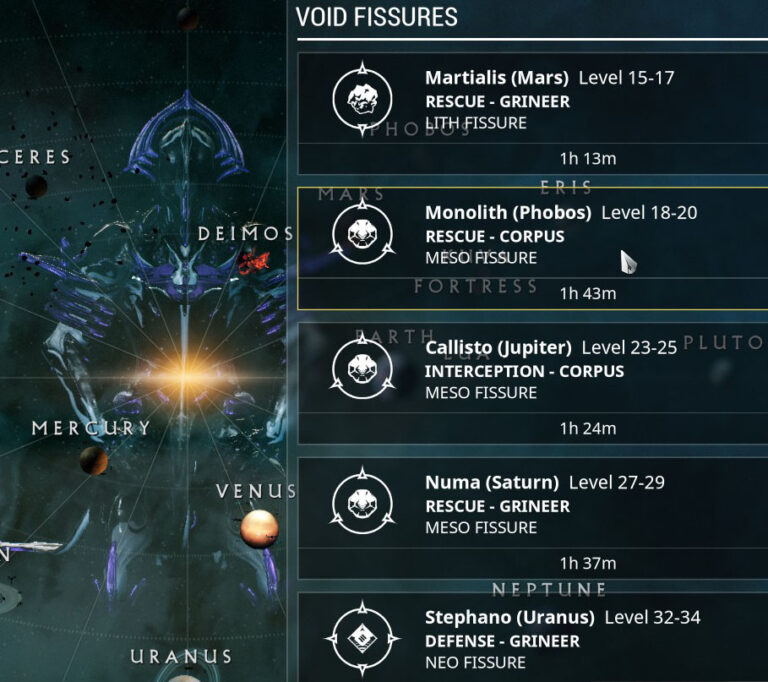 VOID FISSURES
Martialis (Mars) Level 15-17
RESCUE - GRINEER
LITH FISSURE
PHOBOS
1h 13m
CERES
MARS
ERIS
Monolith (Phobos) Level 18-20
RESCUE - CORPUS
MESO FISSURE
DEIMOS
FORTRESS
1h 43m
EARTH
LUA
PLUTO
Callisto (Jupiter) Level 23-25
INTERCEPTION - CORPUS
MESO FISSURE
1h 24m
MERCURY
Numa (Saturn) Level 27-29
RESCUE - GRINEER
MESO FISSURE
VENUS
N
1h 37m
NEPTUNE
Stephano (Uranus) Level 32-34
DEFENSE - GRINEER
NEO FISSURE
URANUS